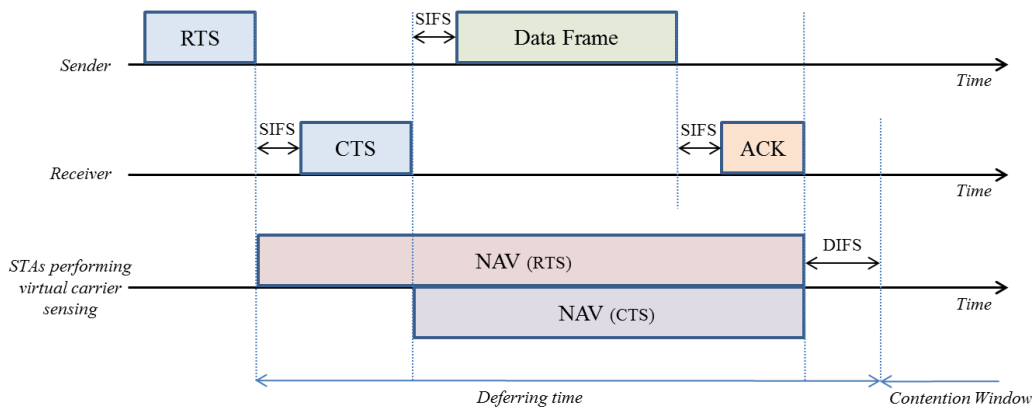 SIFS
RTS
Data Frame
Sender
Time
SIFS
SIFS
CTS
ACK
Receiver
Time
NAV (RTS)
DIFS
STAs performing
virtual carrier
sensing
Time
NAV (CTS)
Deferring time
Contention Window